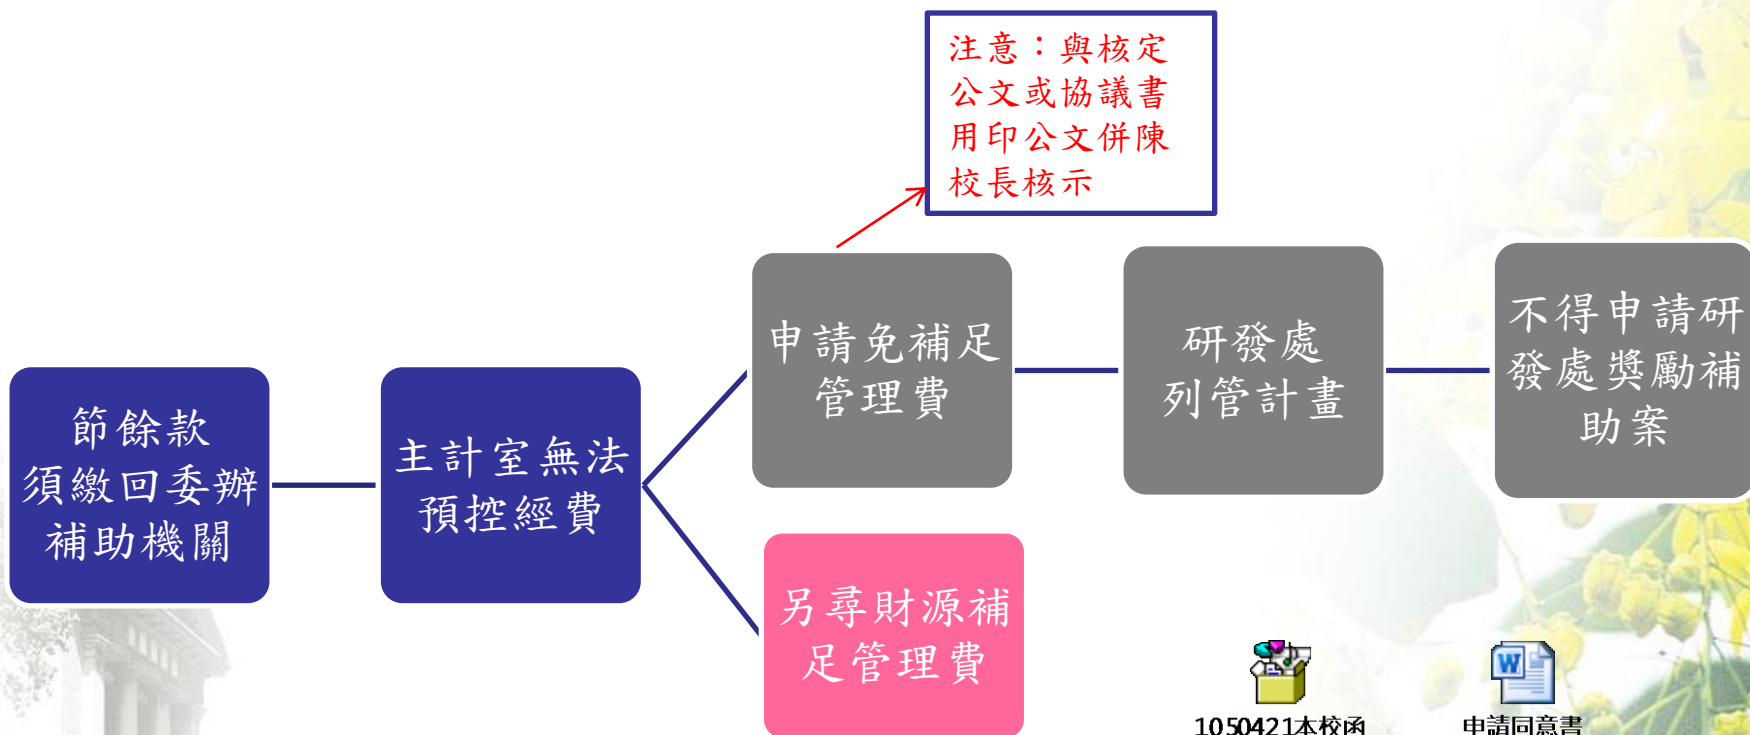 注意：與核定
公文或協議書
用印公文併陳
校長核示
節餘款
須繳回委辦
補助機關
主計室無法
預控經費
申請免補足
管理費
研發處
列管計畫
不得申請研
發處獎勵補
助案
另尋財源補
足管理費
1050421本校函
申請同意書